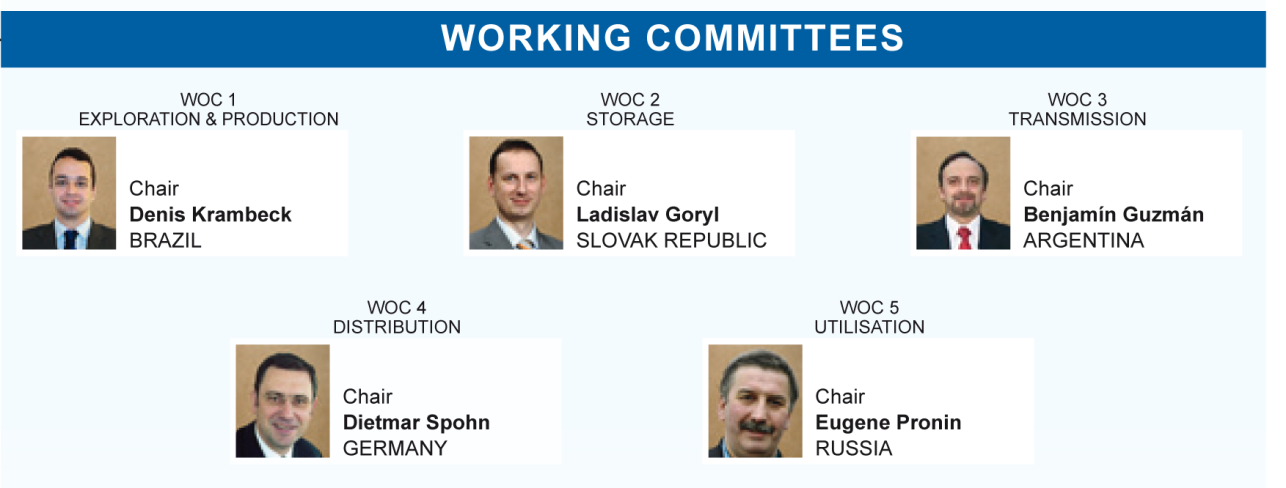 WORKING COMMITTEES
WOC 1
EXPLORATION & PRODUCTION
Chair
Denis Krambeck
BRAZIL
WOC 2
STORAGE
Chair
Ladislav Goryl
SLOVAK REPUBLIC
WOC 3
TRANSMISSION
Chair
Benjamín Guzmán
ARGENTINA
WOC 4
DISTRIBUTION
Chair
Dietmar Spohn
GERMANY
WOC 5
UTILISATION
Chair
Eugene Pronin
RUSSIA